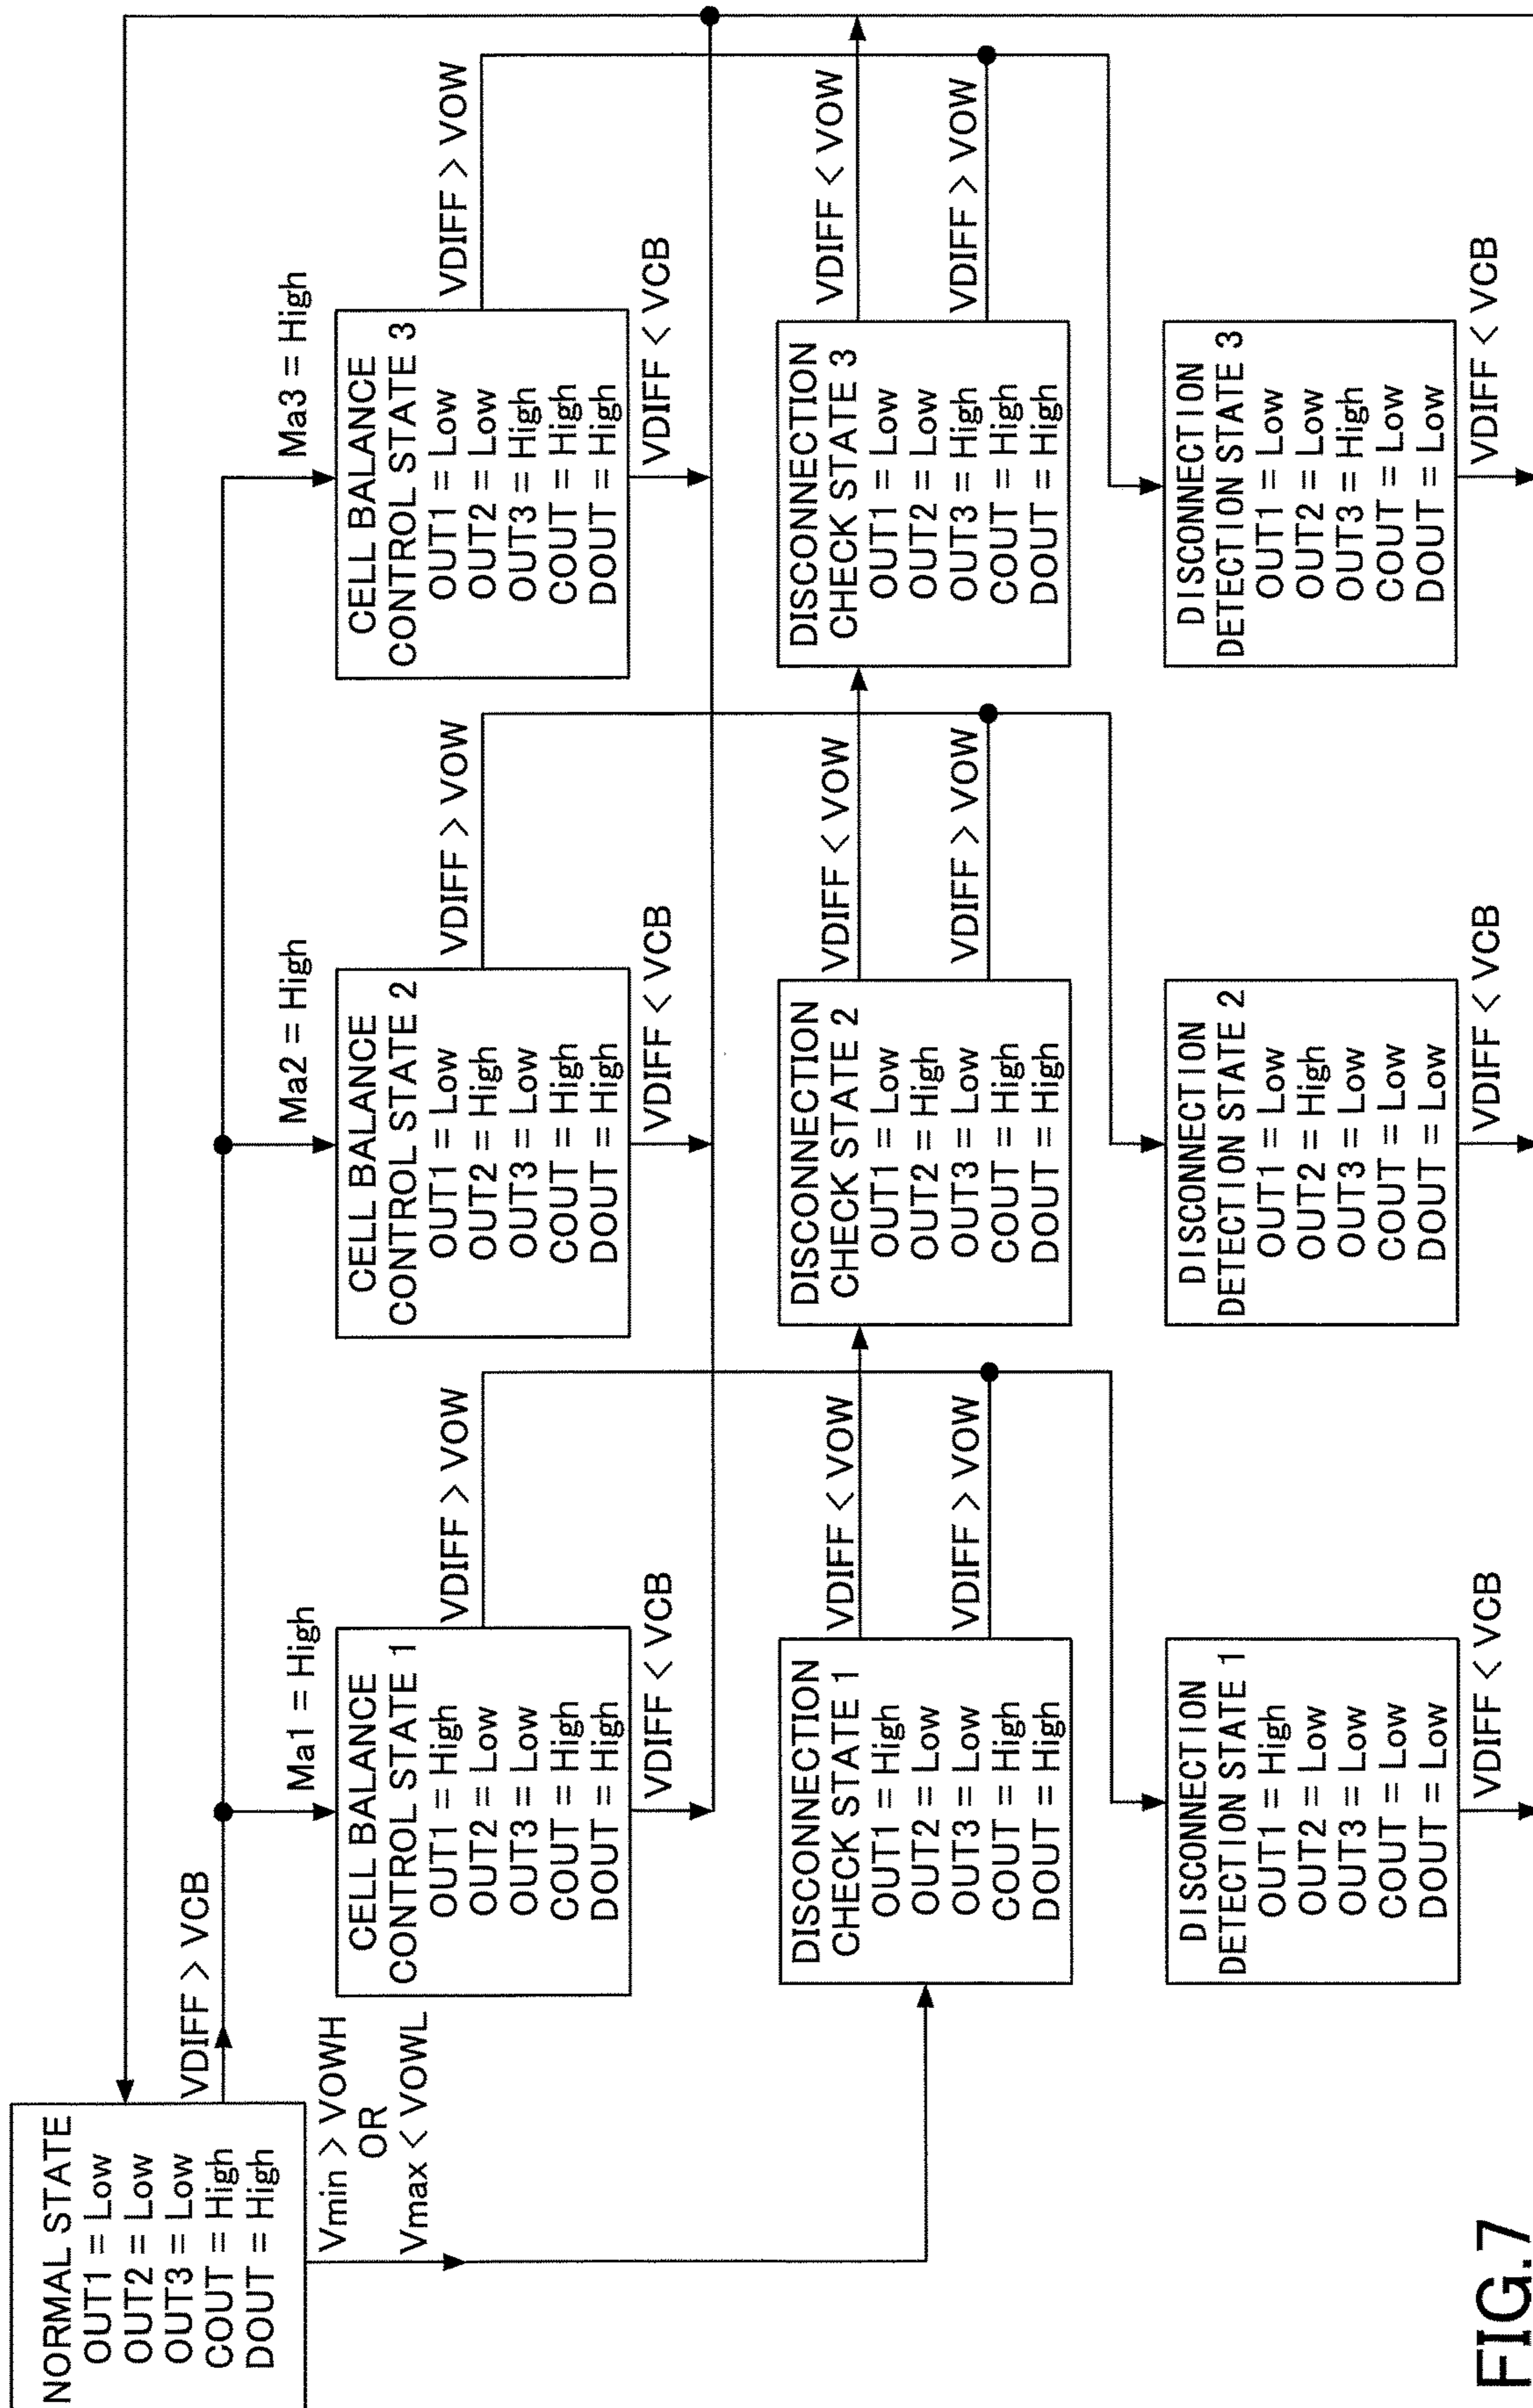 NORMAL STATE
OUT1 = Low
OUT2 = Low
OUT3 = Low
COUT = High
DOUT = High
VDIFF > VCB
Vmin > VOWH
OR
Vmax < VOWL
Ma1 = High
CELL BALANCE
CONTROL STATE 1
OUT1 = High
OUT2 = Low
OUT3 = Low
COUT = High
DOUT = High
VDIFF > VOW
VDIFF < VCB
Ma2 = High
CELL BALANCE
CONTROL STATE 2
OUT1 = Low
OUT2 = High
OUT3 = Low
COUT = High
DOUT = High
VDIFF > VOW
VDIFF < VCB
Ma3 = High
CELL BALANCE
CONTROL STATE 3
OUT1 = Low
OUT2 = Low
OUT3 = High
COUT = High
DOUT = High
VDIFF > VOW
VDIFF < VCB
DISCONNECTION
CHECK STATE 1
OUT1 = High
OUT2 = Low
OUT3 = Low
COUT = High
DOUT = High
VDIFF < VOW
VDIFF > VOW
DISCONNECTION
CHECK STATE 2
OUT1 = Low
OUT2 = High
OUT3 = Low
COUT = High
DOUT = High
VDIFF < VOW
VDIFF > VOW
DISCONNECTION
CHECK STATE 3
OUT1 = Low
OUT2 = Low
OUT3 = High
COUT = High
DOUT = High
VDIFF < VOW
VDIFF > VOW
DISCONNECTION
DETECTION STATE 1
OUT1 = High
OUT2 = Low
OUT3 = Low
COUT = Low
DOUT = Low
VDIFF < VCB
DISCONNECTION
DETECTION STATE 2
OUT1 = Low
OUT2 = High
OUT3 = Low
COUT = Low
DOUT = Low
VDIFF < VCB
DISCONNECTION
DETECTION STATE 3
OUT1 = Low
OUT2 = Low
OUT3 = High
COUT = Low
DOUT = Low
VDIFF < VCB
FIG.7